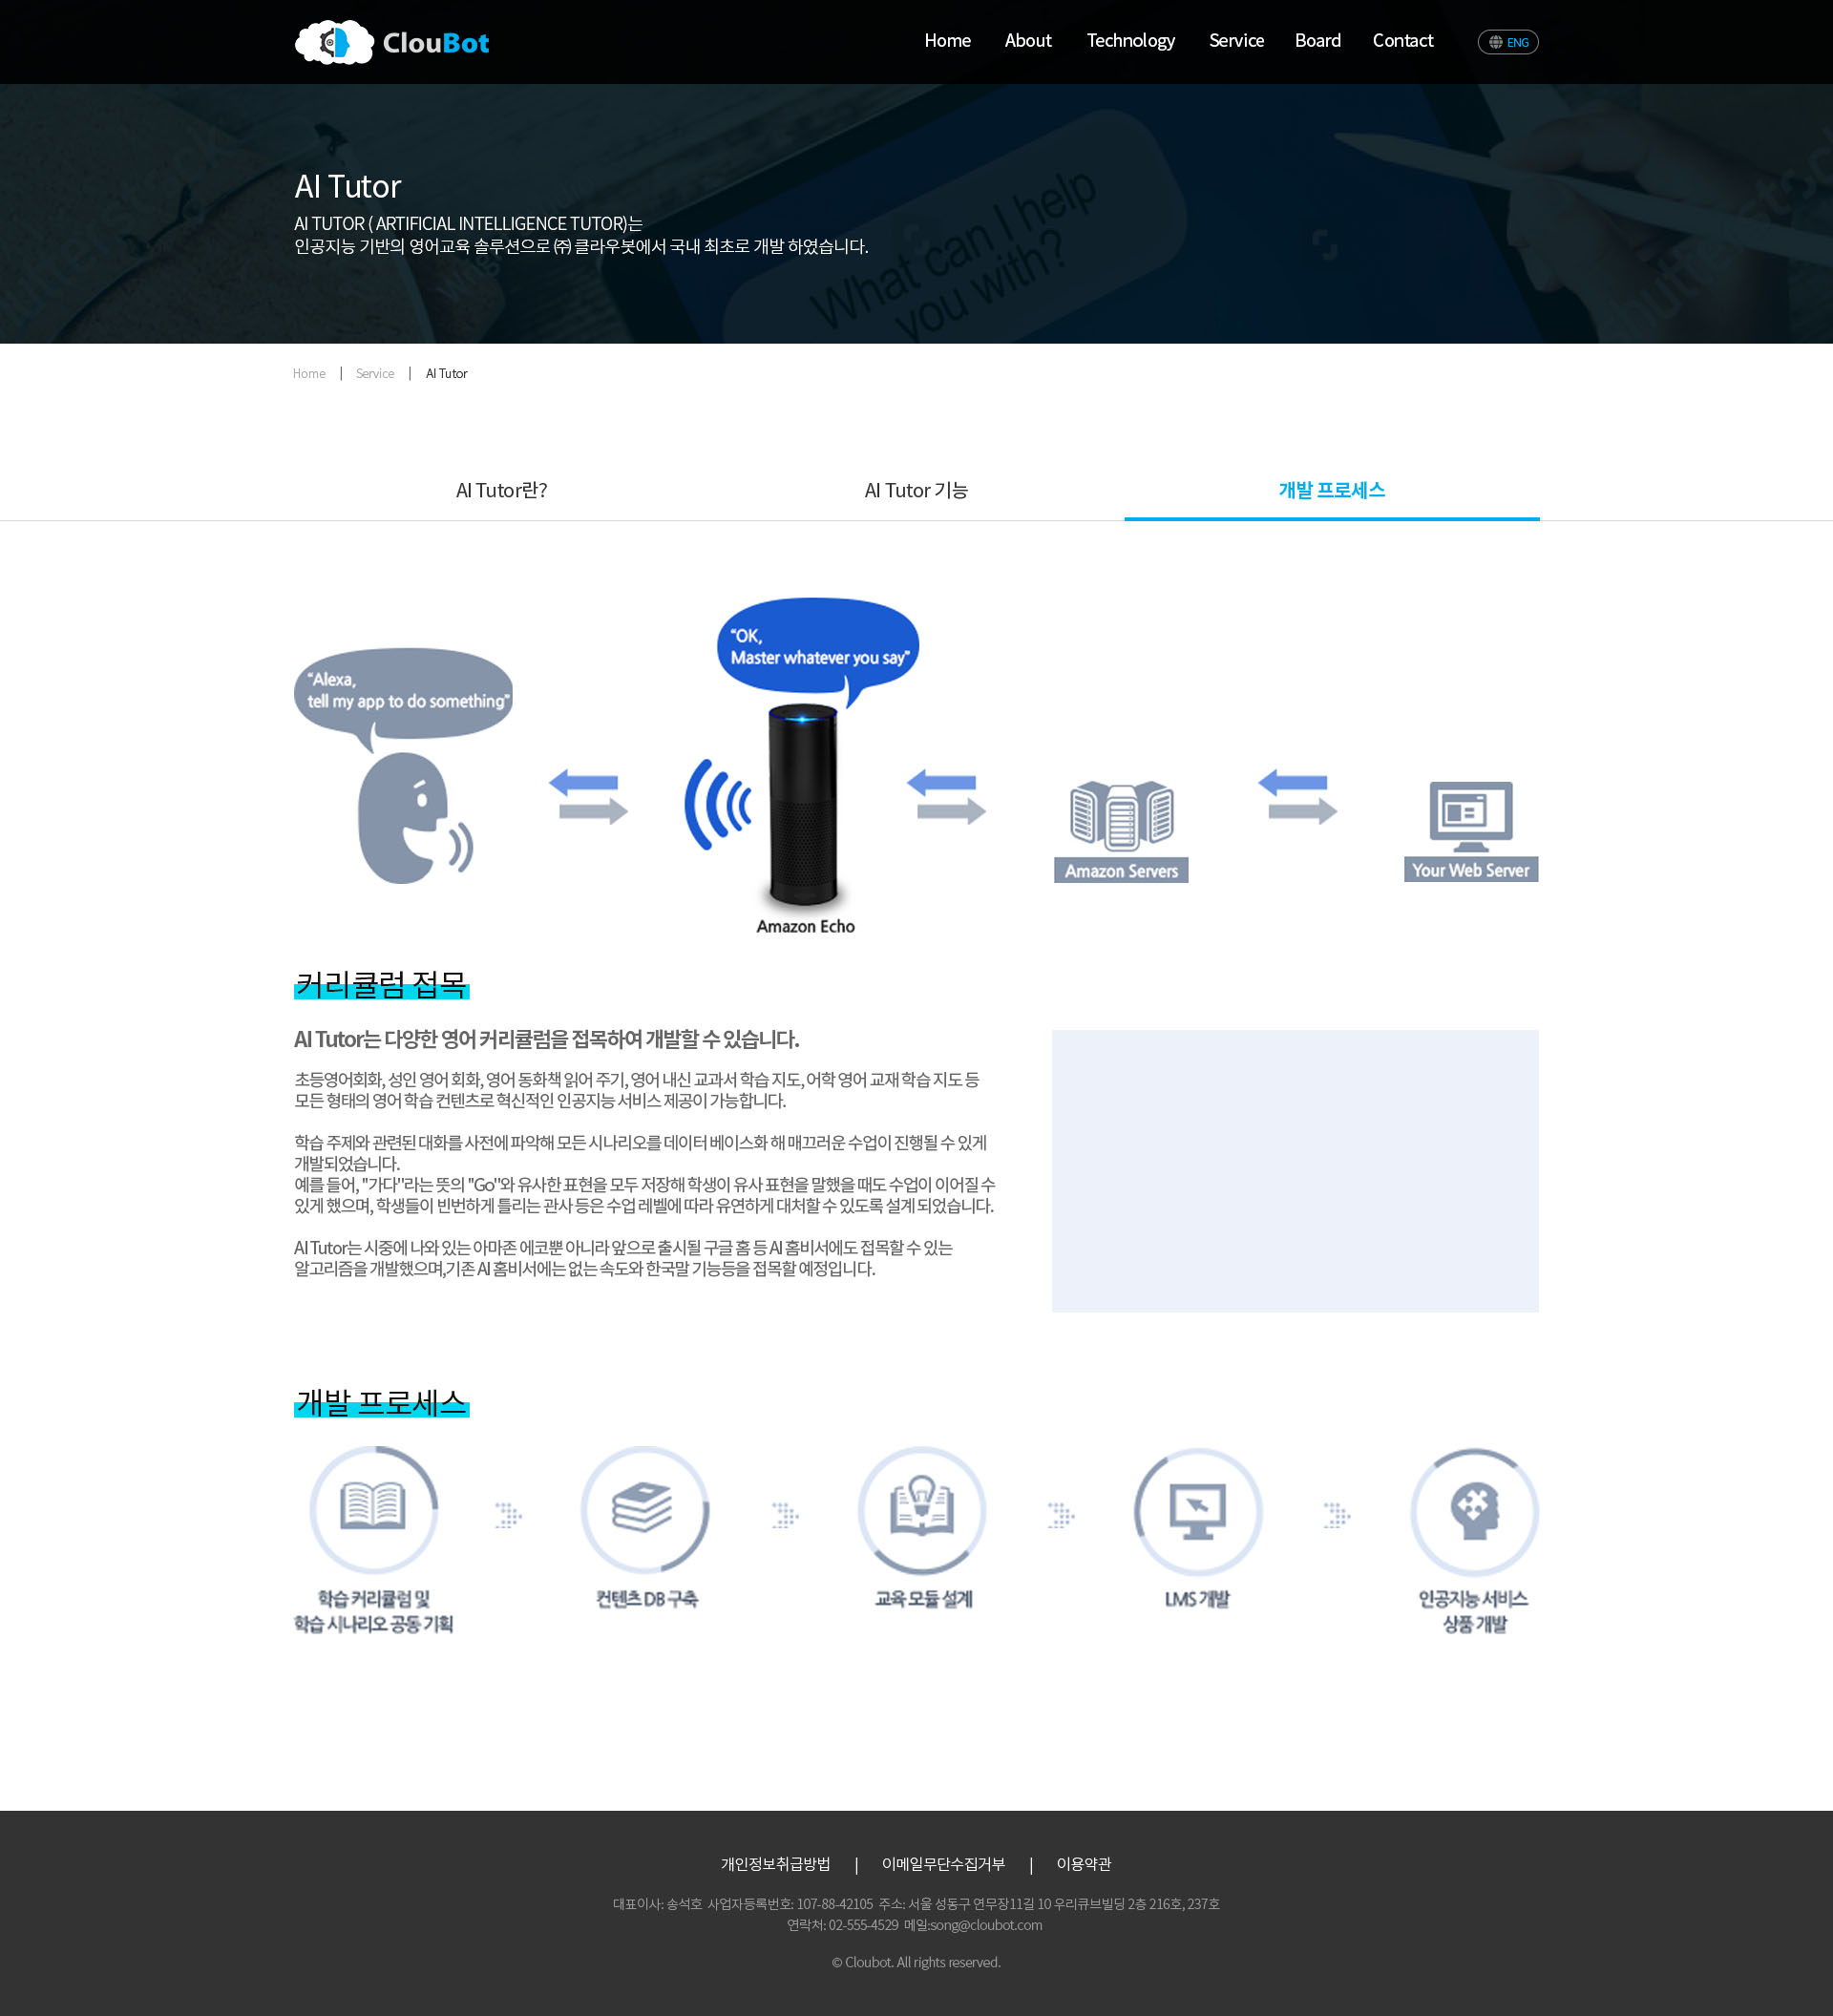 ClouBot
Home About Technology Service Board Contact ENG
AI Tutor
AI TUTOR ( ARTIFICIAL INTELLIGENCE TUTOR)는
인공지능 기반의 영어교육 솔루션으로 ㈜ 클라우봇에서 국내 최초로 개발 하였습니다.
What can I help
you with?
Home | Service | AI Tutor
AI Tutor란? AI Tutor 기능 개발 프로세스
“OK,
Master whatever you say”
“Alexa,
tell my app to do something”
Amazon Servers
Your Web Server
Amazon Echo
커리큘럼 접목
AI Tutor는 다양한 영어 커리큘럼을 접목하여 개발할 수 있습니다.
초등영어회화, 성인 영어 회화, 영어 동화책 읽어 주기, 영어 내신 교과서 학습 지도, 어학 영어 교재 학습 지도 등
모든 형태의 영어 학습 컨텐츠로 혁신적인 인공지능 서비스 제공이 가능합니다.
학습 주제와 관련된 대화를 사전에 파악해 모든 시나리오를 데이터 베이스화 해 매끄러운 수업이 진행될 수 있게
개발되었습니다.
예를 들어, "가다"라는 뜻의 "Go"와 유사한 표현을 모두 저장해 학생이 유사 표현을 말했을 때도 수업이 이어질 수
있게 했으며, 학생들이 빈번하게 틀리는 관사 등은 수업 레벨에 따라 유연하게 대처할 수 있도록 설계 되었습니다.
AI Tutor는 시중에 나와 있는 아마존 에코뿐 아니라 앞으로 출시될 구글 홈 등 AI 홈비서에도 접목할 수 있는
알고리즘을 개발했으며,기존 AI 홈비서에는 없는 속도와 한국말 기능등을 접목할 예정입니다.
개발 프로세스
학습 커리큘럼 및
학습 시나리오 공동 기획
컨텐츠 DB 구축
교육 모듈 설계
LMS 개발
인공지능 서비스
상품 개발
개인정보취급방법 | 이메일무단수집거부 | 이용약관
대표이사: 송석호 사업자등록번호: 107-88-42105 주소: 서울 성동구 연무장11길 10 우리큐브빌딩 2층 216호, 237호
연락처: 02-555-4529 메일:song@cloubot.com
© Cloubot. All rights reserved.